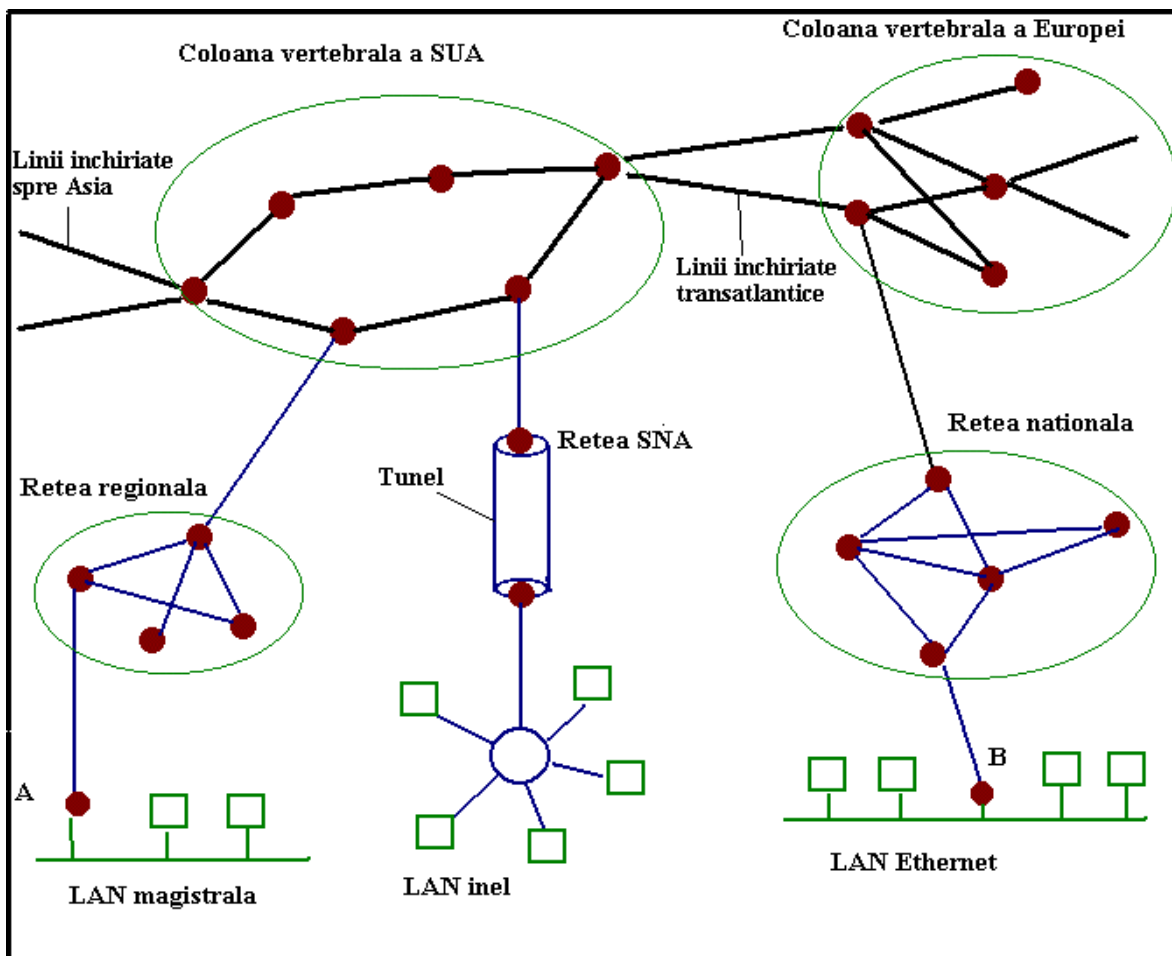 Coloana vertebrala a SUA
Coloana vertebrala a Europei
Linii inchiriate
spre Asia
Linii inchiriate
transatlantice
Retea SNA
Retea nationala
Tunel
Retea regionala
A
B
LAN magistrala
LAN inel
LAN Ethernet